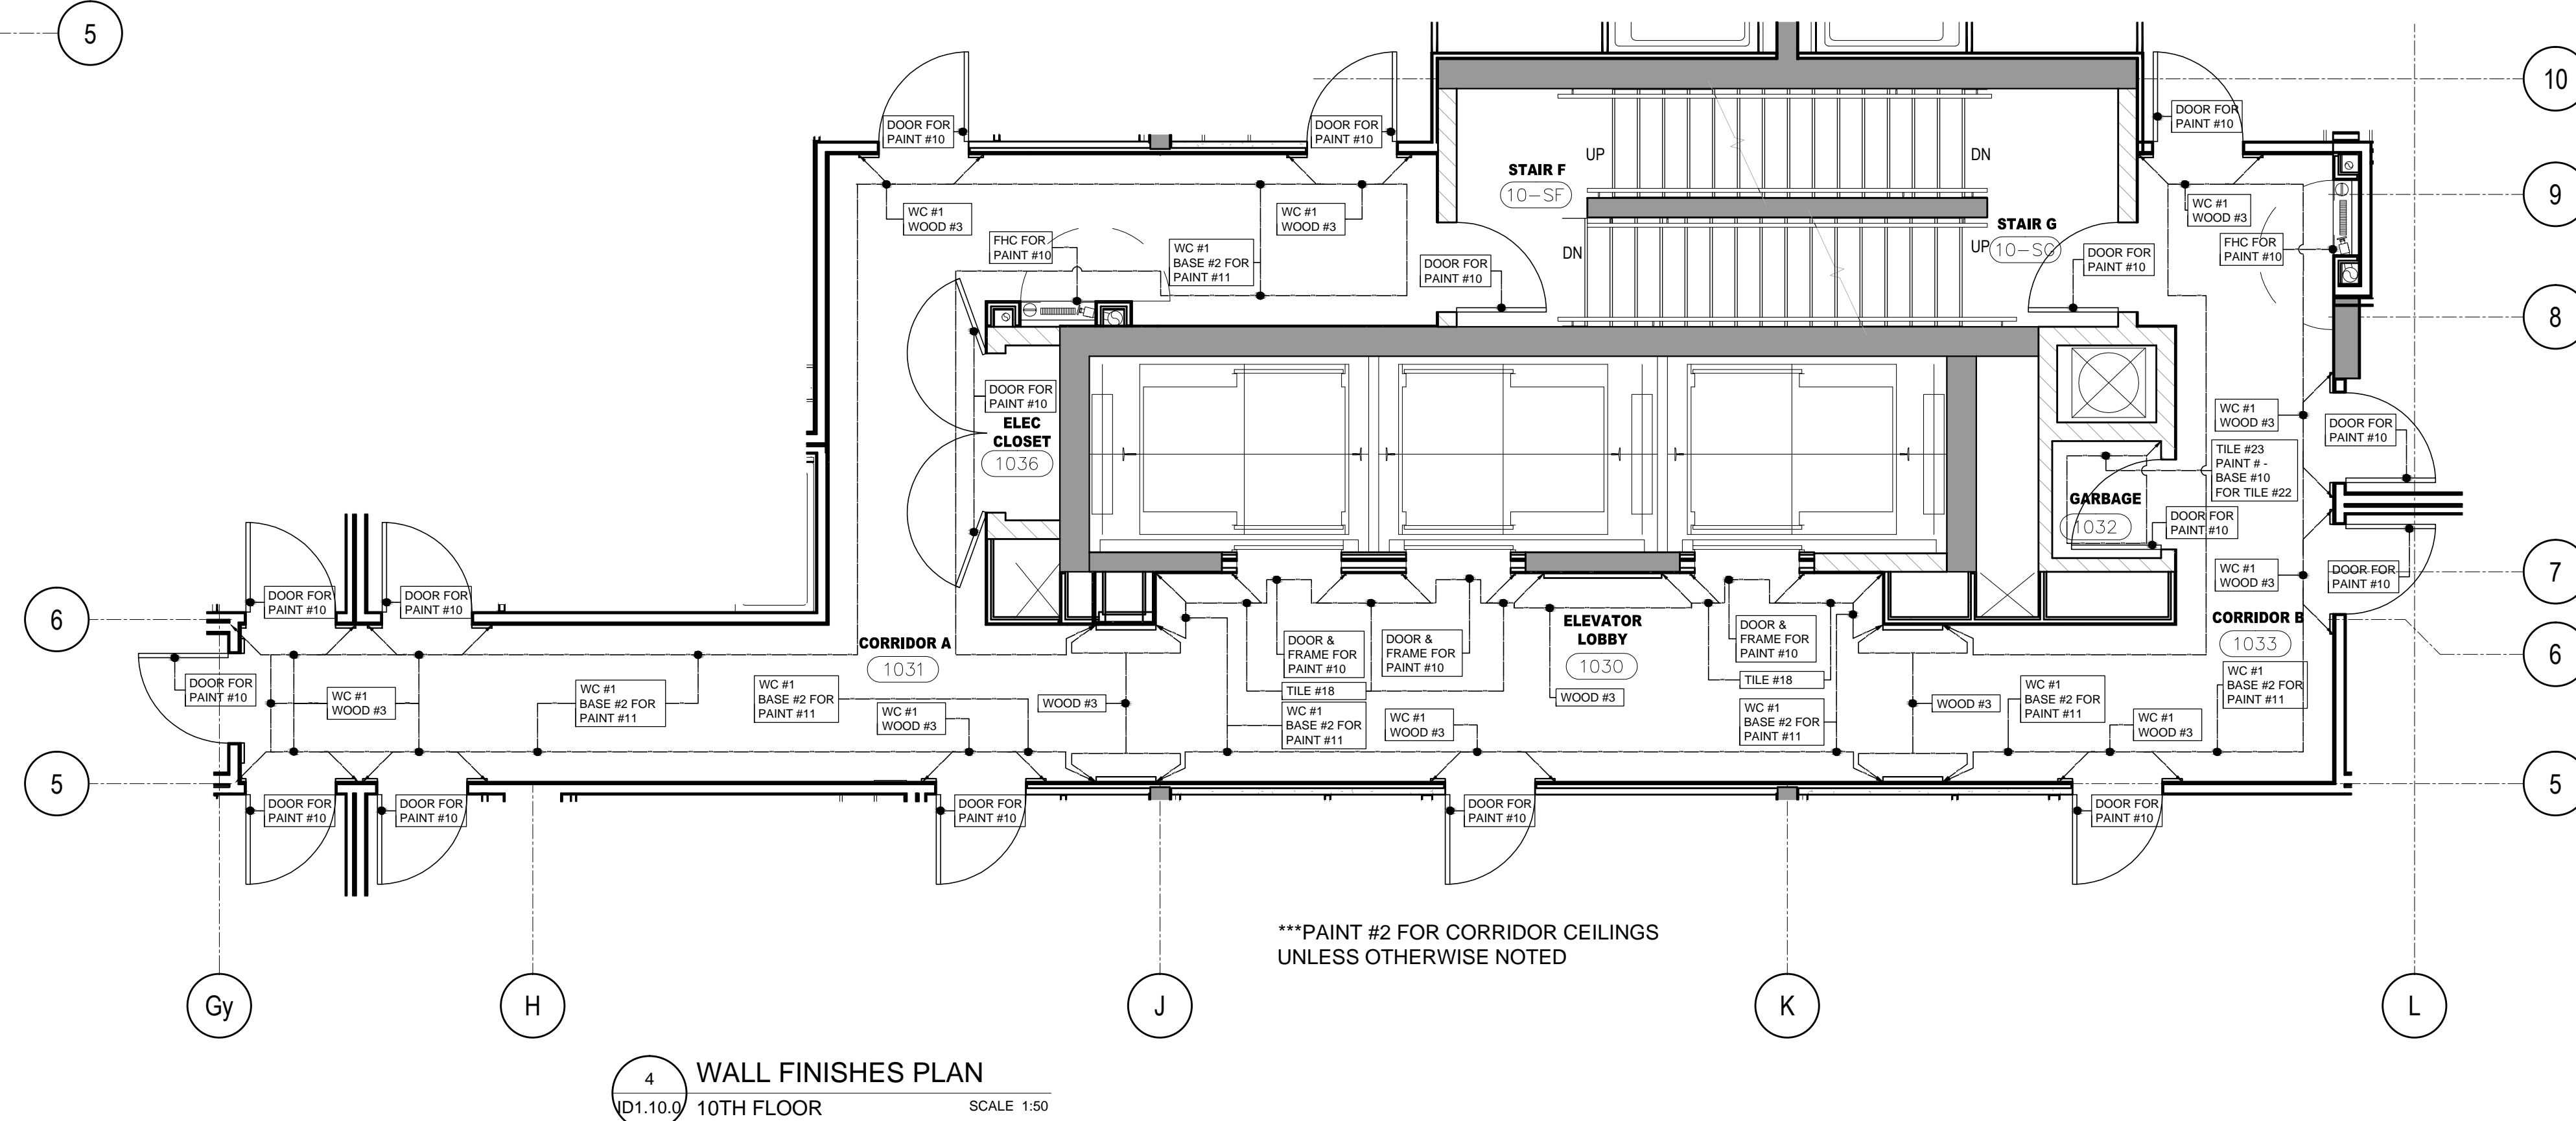 5
10
DOOR FOR
PAINT #10
DOOR FOR
PAINT #10
DOOR FOR
PAINT #10
UP
DN
STAIR F
10-SF
9
WC #1
WOOD #3
WC #1
WOOD #3
WC #1
WOOD #3
FHC FOR
PAINT #10
WC #1
BASE #2 FOR
PAINT #11
DOOR FOR
PAINT #10
DN
STAIR G
UP
10-SG
DOOR FOR
PAINT #10
FHC FOR
PAINT #10
8
DOOR FOR
PAINT #10
ELEC
CLOSET
1036
WC #1
WOOD #3
DOOR FOR
PAINT #10
TILE #23
PAINT # -
BASE #10
FOR TILE #22
GARBAGE
1032
DOOR FOR
PAINT #10
WC #1
WOOD #3
DOOR FOR
PAINT #10
7
6
DOOR FOR
PAINT #10
DOOR FOR
PAINT #10
CORRIDOR A
1031
DOOR &
FRAME FOR
PAINT #10
DOOR &
FRAME FOR
PAINT #10
ELEVATOR
LOBBY
1030
DOOR &
FRAME FOR
PAINT #10
CORRIDOR B
1033
6
DOOR FOR
PAINT #10
WC #1
WOOD #3
WC #1
BASE #2 FOR
PAINT #11
WC #1
BASE #2 FOR
PAINT #11
WC #1
WOOD #3
WOOD #3
TILE #18
WC #1
BASE #2 FOR
PAINT #11
WC #1
WOOD #3
WOOD #3
TILE #18
WC #1
BASE #2 FOR
PAINT #11
WOOD #3
WC #1
BASE #2 FOR
PAINT #11
WC #1
WOOD #3
WC #1
BASE #2 FOR
PAINT #11
5
5
DOOR FOR
PAINT #10
DOOR FOR
PAINT #10
DOOR FOR
PAINT #10
DOOR FOR
PAINT #10
DOOR FOR
PAINT #10
***PAINT #2 FOR CORRIDOR CEILINGS
UNLESS OTHERWISE NOTED
Gy
H
J
K
L
4
ID1.10.0
WALL FINISHES PLAN
10TH FLOOR
SCALE 1:50